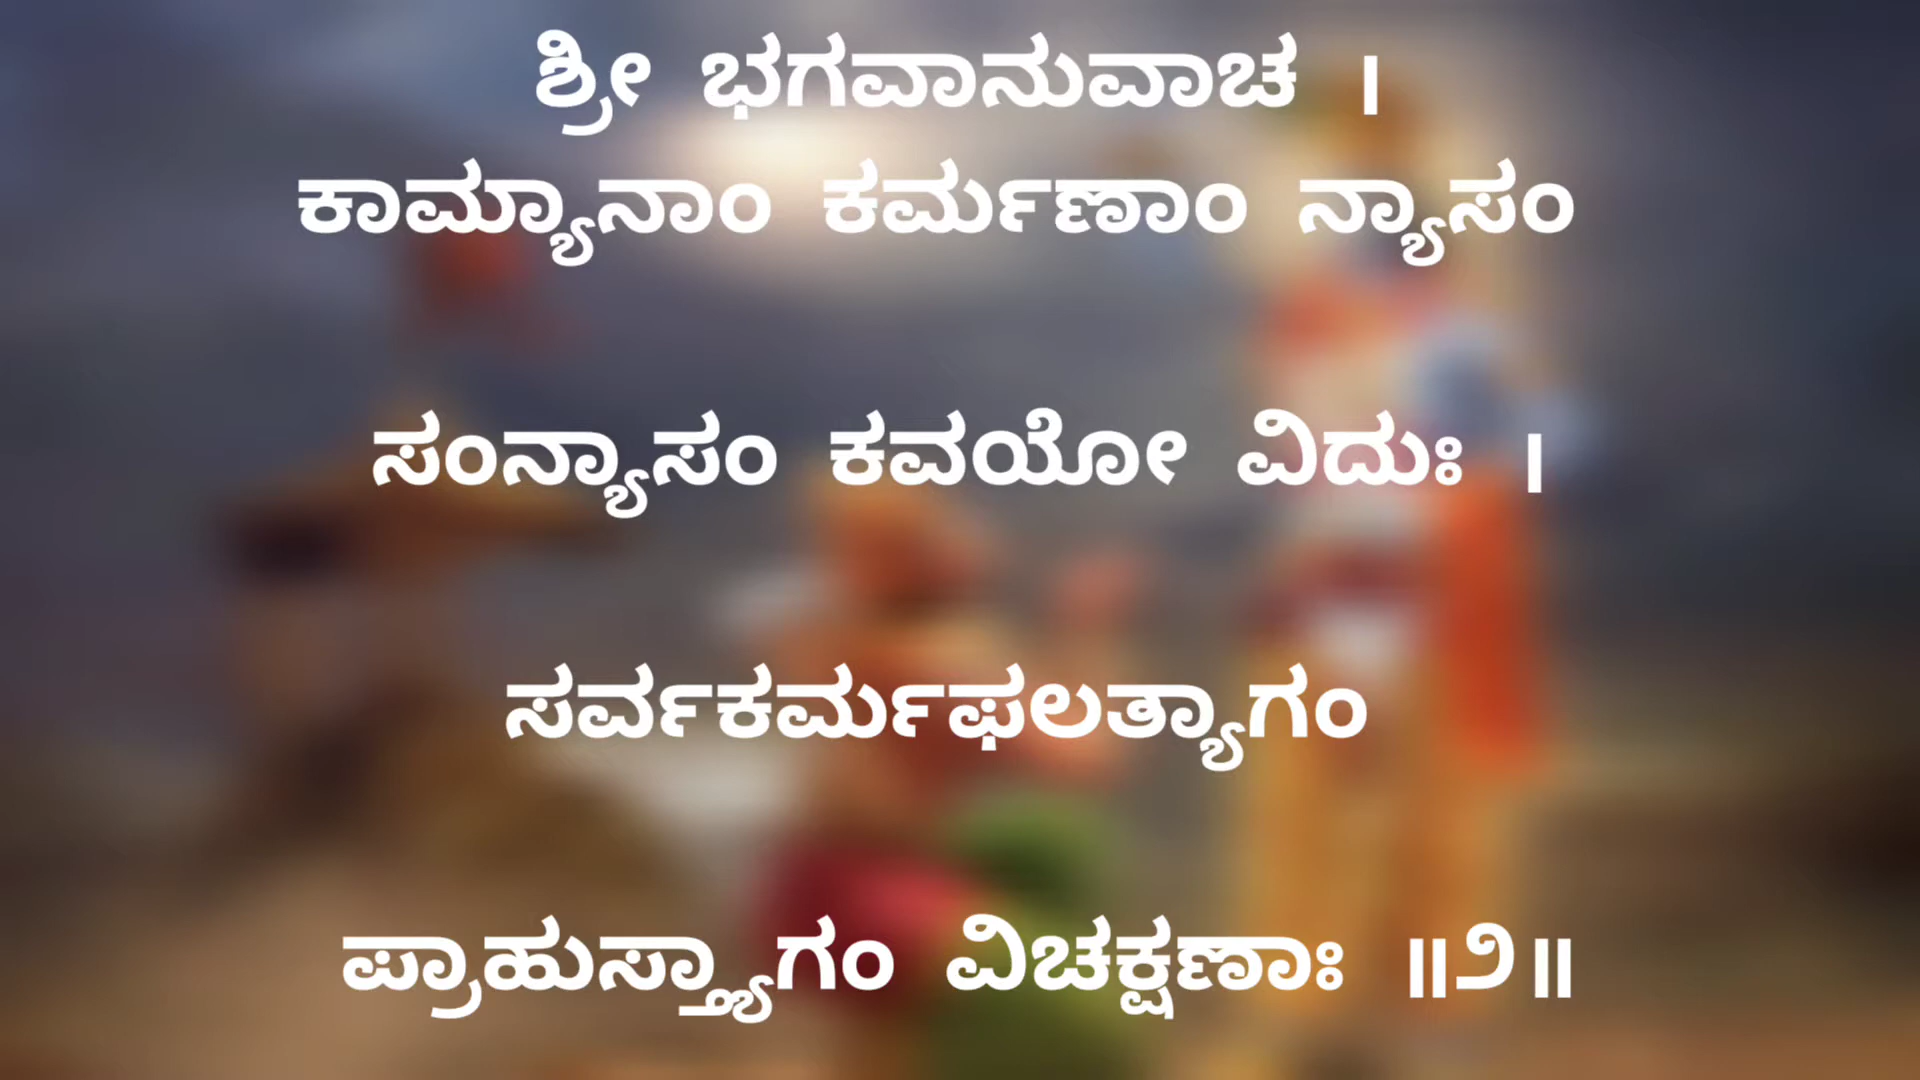 ಶ್ರೀ ಭಗವಾನುವಾಚ ।
ಕಾಮ್ಯಾನಾಂ ಕರ್ಮಣಾಂ ನ್ಯಾಸಂ
ಸಂನ್ಯಾಸಂ ಕವಯೋ ವಿದುಃ ।
ಸರ್ವಕರ್ಮಫಲತ್ಯಾಗಂ
ಪ್ರಾಹುಸ್ತ್ಯಾಗಂ ವಿಚಕ್ಷಣಾಃ ॥೨॥